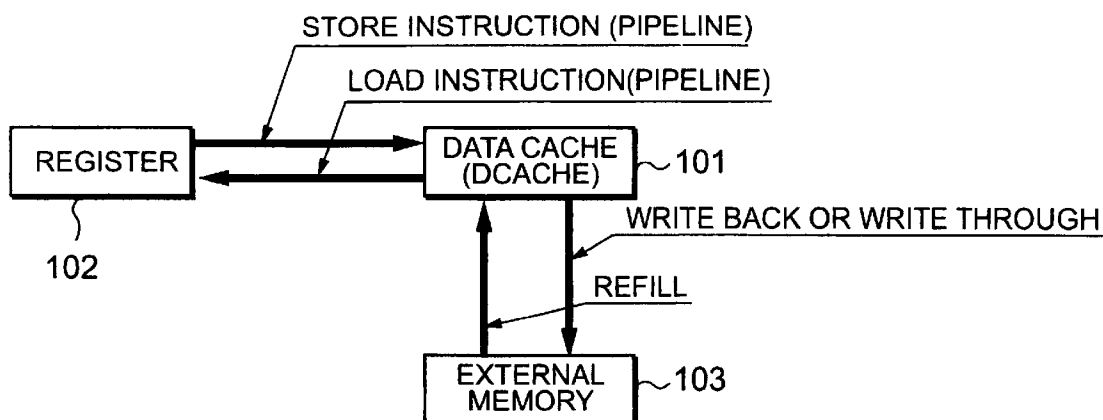 STORE INSTRUCTION (PIPELINE)
LOAD INSTRUCTION(PIPELINE)
REGISTER
DATA CACHE
(DCACHE)
101
102
WRITE BACK OR WRITE THROUGH
REFILL
EXTERNAL
MEMORY
103